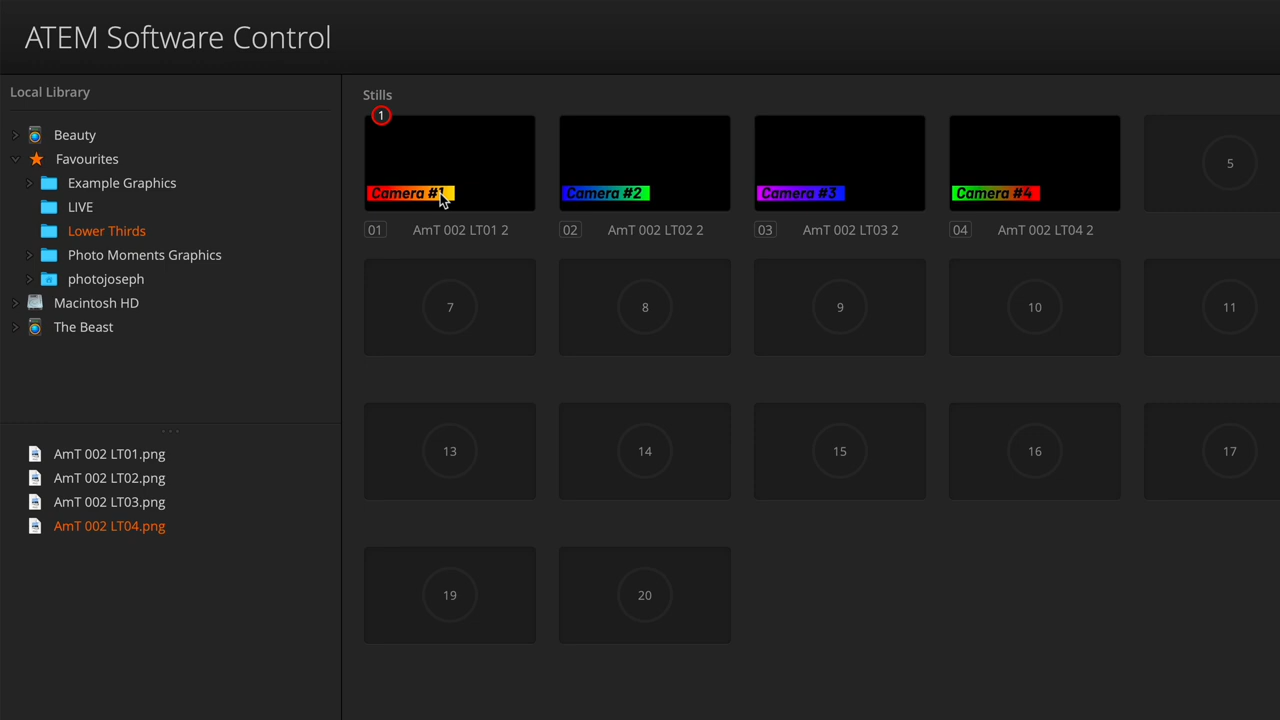 ATEM Software Control
Local Library
Beauty
Favourites
Example Graphics
LIVE
Lower Thirds
Photo Moments Graphics
photojoseph
Macintosh HD
The Beast
AmT 002 LT01.png
AmT 002 LT02.png
AmT 002 LT03.png
AmT 002 LT04.png
Stills
1
Camera #1 Camera #2 Camera #3 Camera #4 5
01 AmT 002 LT01 2 02 AmT 002 LT02 2 03 AmT 002 LT03 2 04 AmT 002 LT04 2
7 8 9 10 11
13 14 15 16 17
19 20